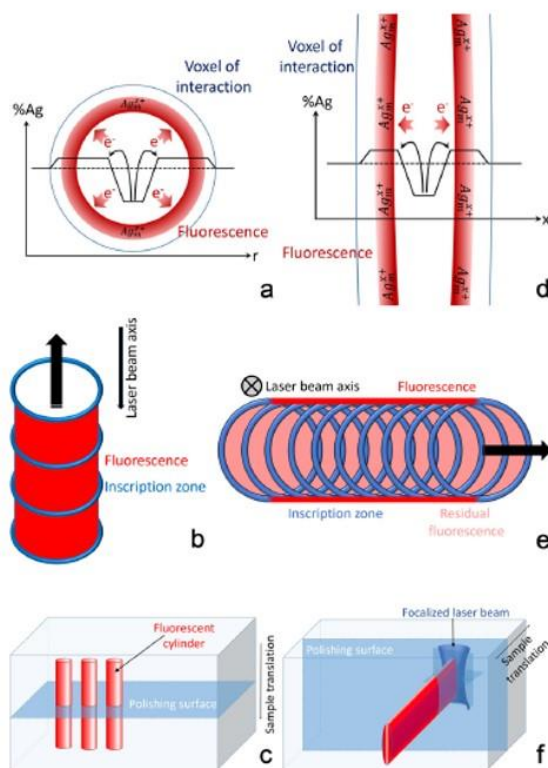 Voxel of
interaction
%Ag
Ag_m^{x+}
e⁻
e⁻
e⁻
e⁻
Ag_m^{x+}
Fluorescence
r
a
Voxel of
interaction
%Ag
Ag_m^{x+}
Ag_m^{x+}
e⁻
e⁻
Ag_m^{x+}
Ag_m^{x+}
x
Ag_m^{x+}
Ag_m^{x+}
Fluorescence
Ag_m^{x+}
Ag_m^{x+}
d
Laser beam
axis
Fluorescence
Inscription zone
b
Laser beam axis
Fluorescence
Inscription zone
Residual
fluorescence
e
Fluorescent
cylinder
Polishing surface
Sample translation
c
Focalized laser beam
Polishing surface
Sample
translation
f